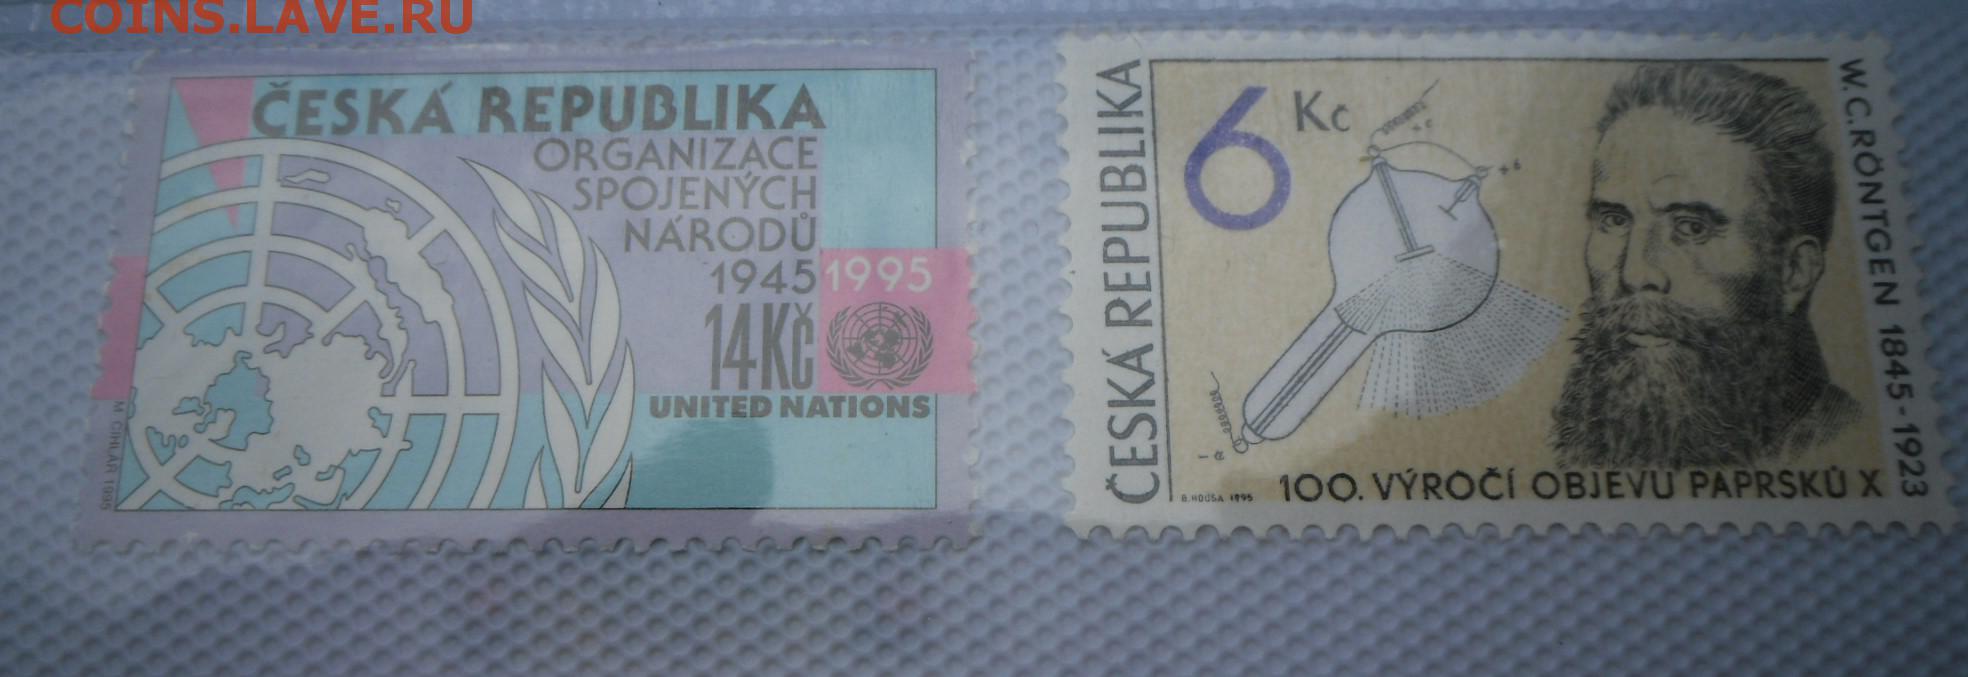 COINS.LAVE.RU
ČESKÁ REPUBLIKA
ORGANIZACE
SPOJENÝCH
NÁRODŮ
1945 1995
14KČ
UNITED NATIONS
M CIHLÁŘ 1995
ČESKÁ REPUBLIKA
6 Kč
W.C.RÖNTGEN 1845-1923
B.HOUSA 1995
100. VÝROČÍ OBJEVU PAPRSKŮ X